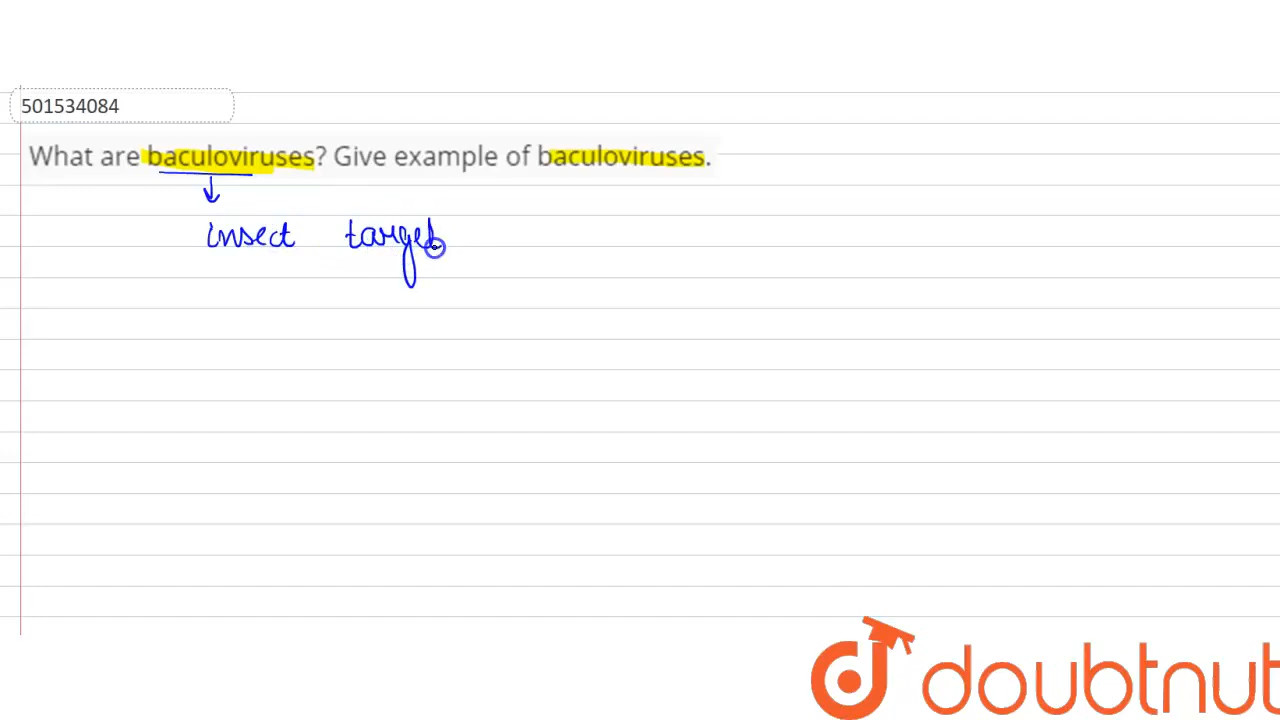 501534084
What are baculoviruses? Give example of baculoviruses.
insect target
doubtnut